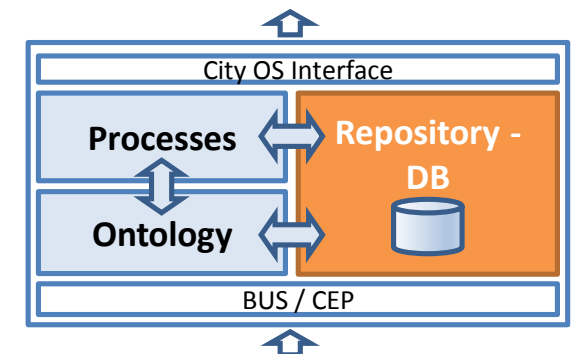 City OS Interface
Processes
Repository -
DB
Ontology
BUS / CEP